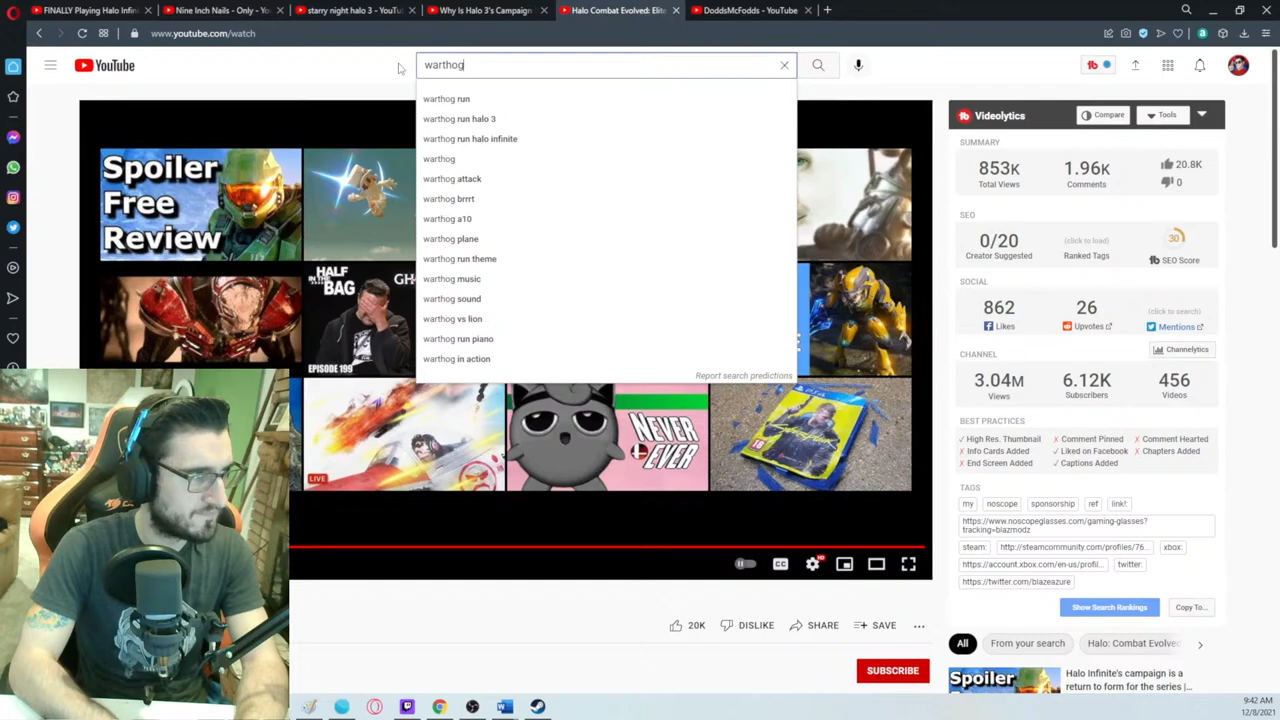 FINALLY Playing Halo Infini
Nine Inch Nails - Only - Yo
starry night halo 3 - YouTu
Why Is Halo 3's Campaign
Halo Combat Evolved: Elite
DoddsMcFodds - YouTube
www.youtube.com/watch
YouTube
warthog
warthog run
warthog run halo 3
warthog run halo infinite
warthog
warthog attack
warthog brrrt
warthog a10
warthog plane
warthog run theme
warthog music
warthog sound
warthog vs lion
warthog run piano
warthog in action
Report search predictions
Spoiler
Free
Review
HALF
IN THE
BAG
GH
EPISODE 199
LIVE
NEVER
EVER
CC
HD
20K
DISLIKE
SHARE
SAVE
SUBSCRIBE
Videolytics
Compare
Tools
SUMMARY
853K
Total Views
1.96K
Comments
20.8K
0
SEO
0/20
Creator Suggested
(click to load)
Ranked Tags
30
SEO Score
SOCIAL
862
Likes
26
Upvotes
(click to search)
Mentions
CHANNEL
Channelytics
3.04M
Views
6.12K
Subscribers
456
Videos
BEST PRACTICES
✓ High Res. Thumbnail ✗ Comment Pinned ✗ Comment Hearted
✗ Info Cards Added ✓ Liked on Facebook ✗ Chapters Added
✗ End Screen Added ✓ Captions Added
TAGS
my noscope sponsorship ref link!:
https://www.noscopeglasses.com/gaming-glasses?
tracking=blazmodz
steam: http://steamcommunity.com/profiles/76... xbox:
https://account.xbox.com/en-us/profil... twitter:
https://twitter.com/blazeazure
Show Search Rankings
Copy To...
All
From your search
Halo: Combat Evolved
Spoiler
Free
Halo Infinite's campaign is a
return to form for the series |...
9:42 AM
12/8/2021